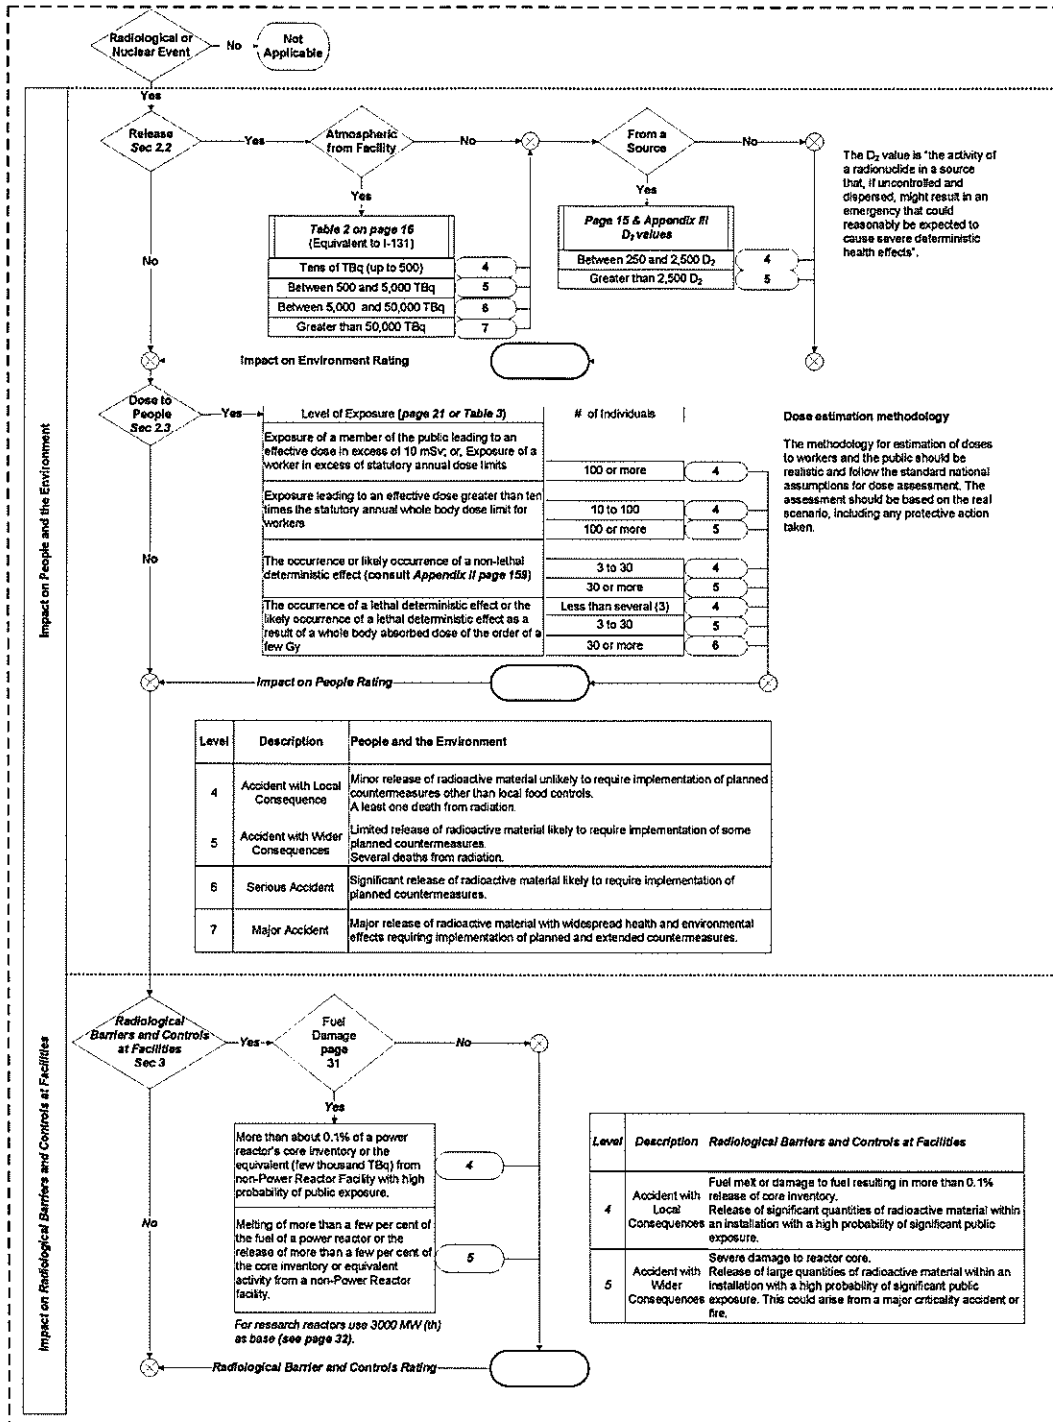 Radiological or
Nuclear Event
No
Not
Applicable
Yes
Release
Sec 2.2
Yes
Atmospheric
from Facility
No
From a
Source
No
The D₂ value is "the activity of
a radionuclide in a source
that, if uncontrolled and
dispersed, might result in an
emergency that could
reasonably be expected to
cause severe deterministic
health effects".
Yes
Yes
No
Table 2 on page 16
(Equivalent to I-131)
Tens of TBq (up to 500)
4
Between 500 and 5,000 TBq
5
Between 5,000 and 50,000 TBq
6
Greater than 50,000 TBq
7
Page 15 & Appendix III
D₂ values
Between 250 and 2,500 D₂
4
Greater than 2,500 D₂
5
Impact on Environment Rating
Impact on People and the Environment
Dose to
People
Sec 2.3
Yes
No
Level of Exposure (page 21 or Table 3)
# of Individuals
Exposure of a member of the public leading to an
effective dose in excess of 10 mSv; or, Exposure of a
worker in excess of statutory annual dose limits
100 or more
4
Exposure leading to an effective dose greater than ten
times the statutory annual whole body dose limit for
workers
10 to 100
4
100 or more
5
The occurrence or likely occurrence of a non-lethal
deterministic effect (consult Appendix II page 159)
3 to 30
4
30 or more
5
The occurrence of a lethal deterministic effect or the
likely occurrence of a lethal deterministic effect as a
result of a whole body absorbed dose of the order of a
few Gy
Less than several (3)
4
3 to 30
5
30 or more
6
Dose estimation methodology
The methodology for estimation of doses
to workers and the public should be
realistic and follow the standard national
assumptions for dose assessment. The
assessment should be based on the real
scenario, including any protective action
taken.
Impact on People Rating
Level
Description
People and the Environment
4
Accident with Local
Consequence
Minor release of radioactive material unlikely to require implementation of planned
countermeasures other than local food controls.
A least one death from radiation.
5
Accident with Wider
Consequences
Limited release of radioactive material likely to require implementation of some
planned countermeasures.
Several deaths from radiation.
6
Serious Accident
Significant release of radioactive material likely to require implementation of
planned countermeasures.
7
Major Accident
Major release of radioactive material with widespread health and environmental
effects requiring implementation of planned and extended countermeasures.
Impact on Radiological Barriers and Controls at Facilities
Radiological
Barriers and Controls
at Facilities
Sec 3
Yes
Fuel
Damage
page
31
No
Yes
No
More than about 0.1% of a power
reactor's core inventory or the
equivalent (few thousand TBq) from
non-Power Reactor Facility with high
probability of public exposure.
4
Melting of more than a few per cent of
the fuel of a power reactor or the
release of more than a few per cent of
the core inventory or equivalent
activity from a non-Power Reactor
facility.
5
For research reactors use 3000 MW (th)
as base (see page 32).
Radiological Barrier and Controls Rating
Level
Description
Radiological Barriers and Controls at Facilities
4
Accident with
Local
Consequences
Fuel melt or damage to fuel resulting in more than 0.1%
release of core inventory.
Release of significant quantities of radioactive material within
an installation with a high probability of significant public
exposure.
5
Accident with
Wider
Consequences
Severe damage to reactor core.
Release of large quantities of radioactive material within an
installation with a high probability of significant public
exposure. This could arise from a major criticality accident or
fire.